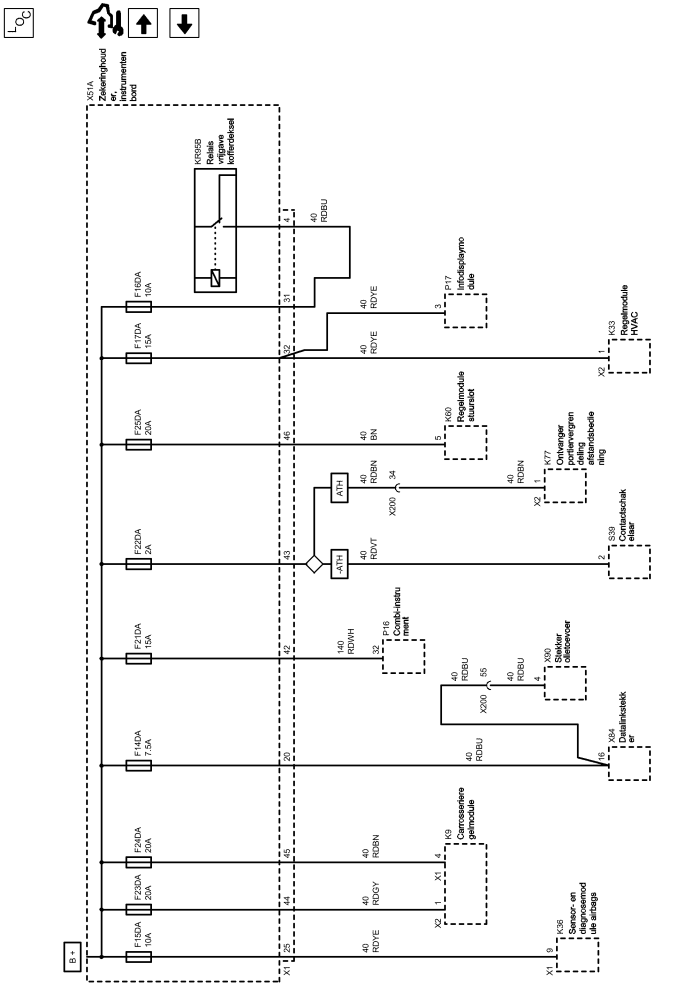 LOC
X51A
Zekeringhoud
er,
instrumenten
bord
KR95B
Relais
vrijgave
kofferdeksel
4
40
RDBU
F16DA
10A
31
F17DA
15A
32
40
RDYE
3
P17
Infodisplaymo
dule
40
RDYE
X2
1
K33
Regelmodule
HVAC
F25DA
20A
46
40
BN
5
K60
Regelmodule
stuurslot
F22DA
2A
43
ATH
40
RDBN
X200
34
40
RDBN
X2
1
K77
Ontvanger
portiervergren
deling
afstandsbedie
ning
-ATH
40
RDVT
2
S39
Contactschak
elaar
F21DA
15A
42
140
RDWH
32
P16
Combi-instru
ment
F14DA
7.5A
20
40
RDBU
16
X84
Datalinkstekk
er
40
RDBU
X200
55
40
RDBU
4
X90
Stekker
olietoevoer
F24DA
20A
45
40
RDBN
X1
4
K9
Carrosseriere
gelmodule
F23DA
20A
44
40
RDGY
X2
1
B +
F15DA
10A
X1
25
40
RDYE
X1
9
K36
Sensor- en
diagnosemod
ule airbags